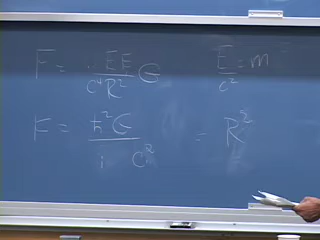 F = EE/C⁴R² G E/C² = m
F = ħ²G/C² = R²